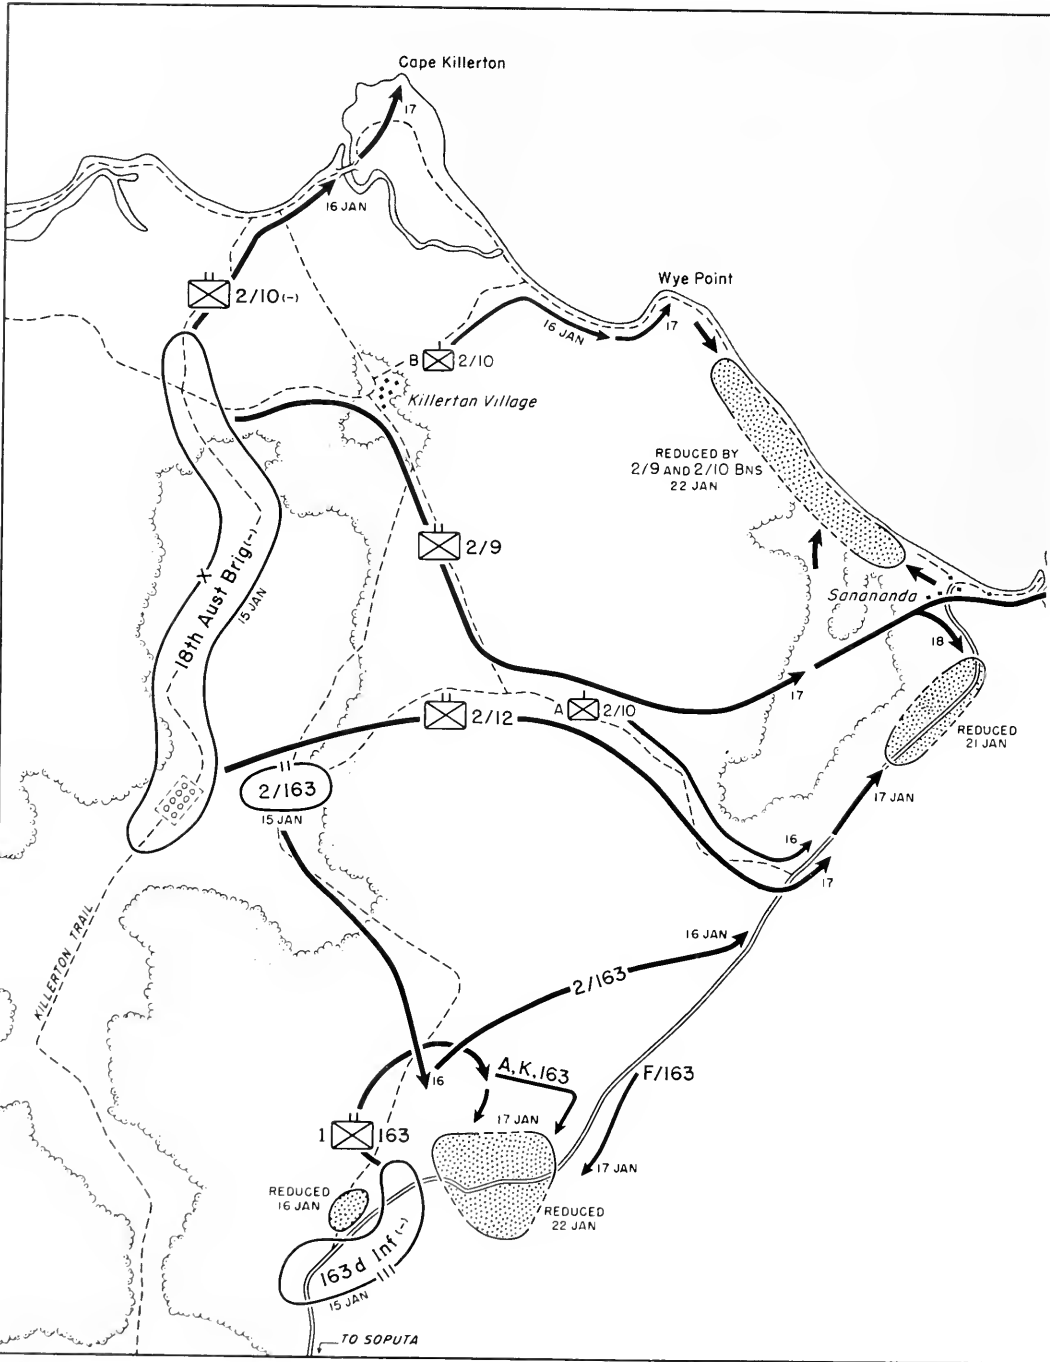 Cape Killerton
17
16 JAN
2/10(-)
Wye Point
16 JAN
17
B 2/10
Killerton Village
REDUCED BY
2/9 AND 2/10 BNS
22 JAN
2/9
18th Aust Brig(-)
X
15 JAN
Sanananda
18
17
A 2/10
2/12
REDUCED
21 JAN
2/163
15 JAN
17 JAN
16
17
KILLERTON TRAIL
16 JAN
2/163
A, K, 163
F/163
16
1 163
17 JAN
17 JAN
REDUCED
16 JAN
REDUCED
22 JAN
163d Inf(-)
15 JAN
TO SOPUTA